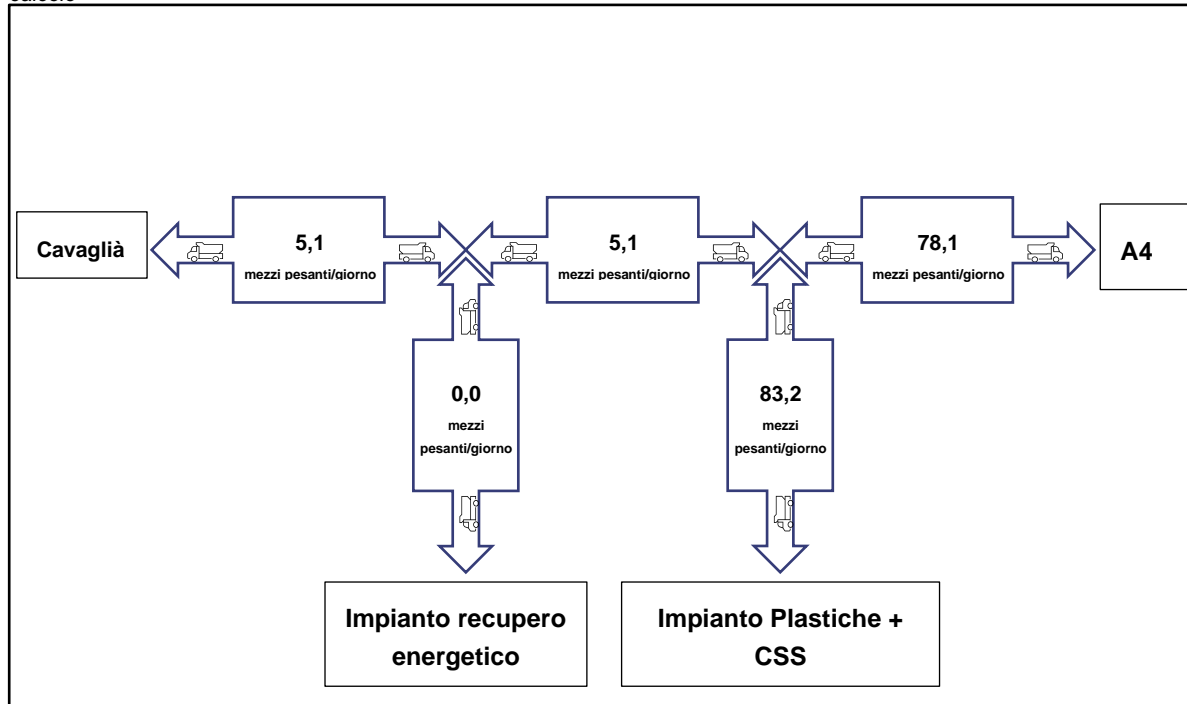 calcolo
Cavaglià
5,1
mezzi pesanti/giorno
5,1
mezzi pesanti/giorno
78,1
mezzi pesanti/giorno
A4
0,0
mezzi
pesanti/giorno
83,2
mezzi
pesanti/giorno
Impianto recupero
energetico
Impianto Plastiche +
CSS